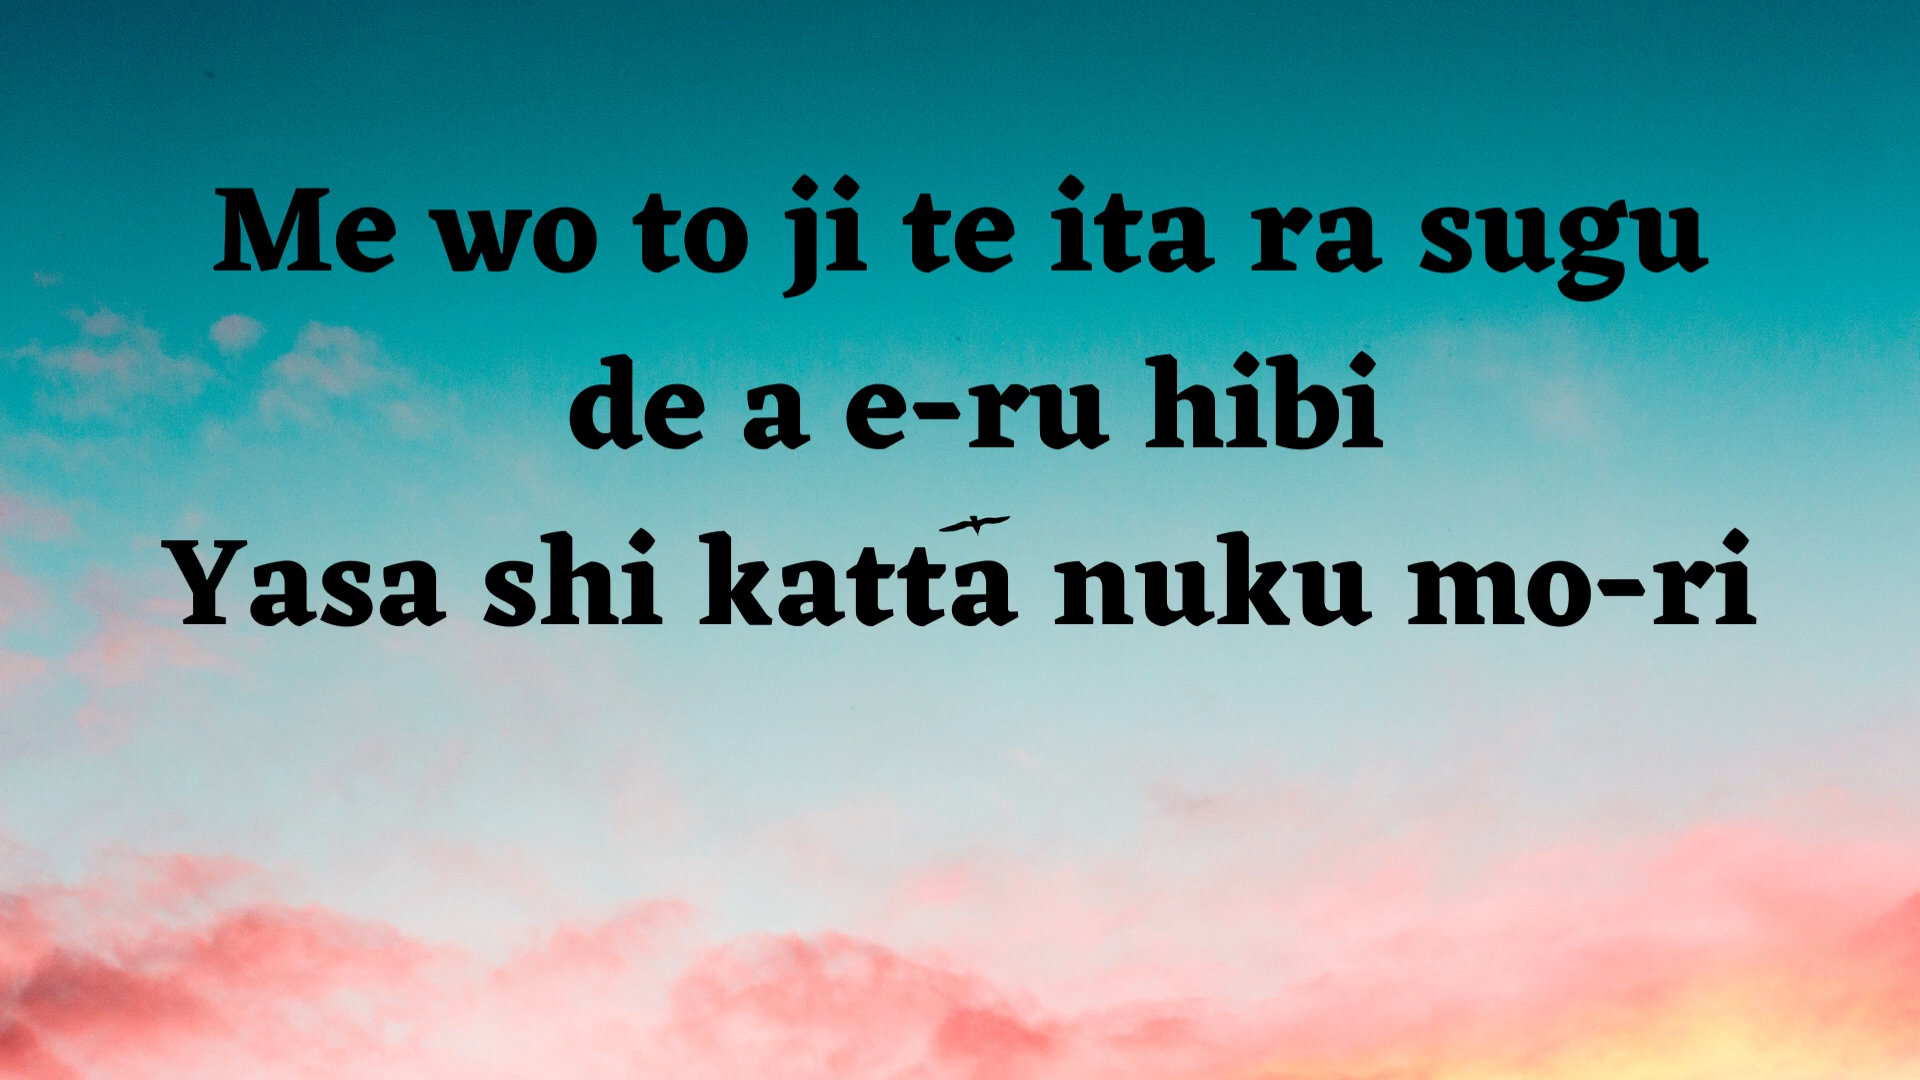 Me wo to ji te ita ra sugu
de a e-ru hibi
Yasa shi katta nuku mo-ri